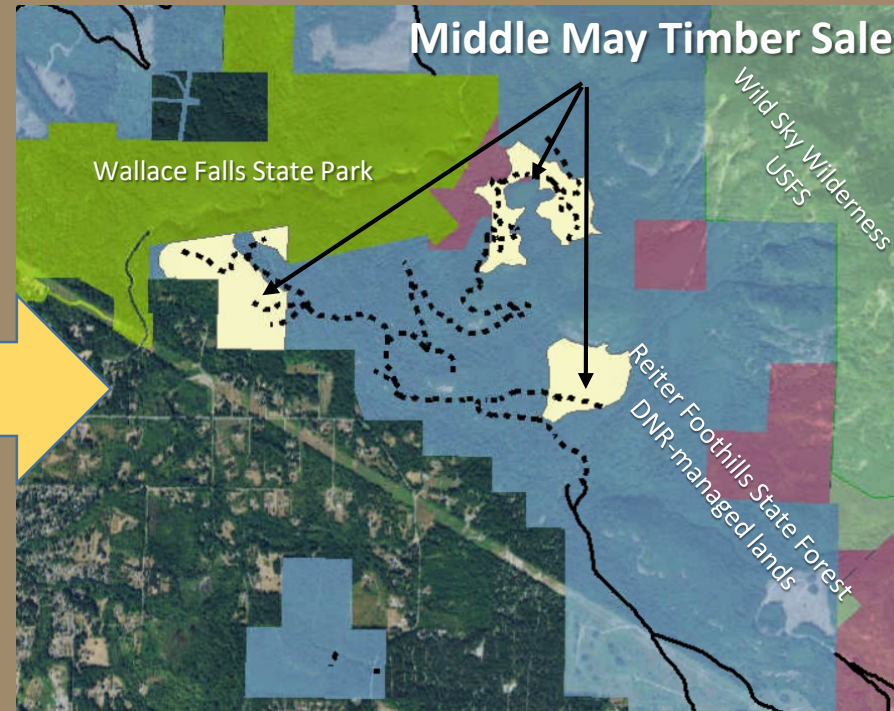 Middle May Timber Sale
Wallace Falls State Park
Wild Sky Wilderness
USFS
Reiter Foothills State Forest
DNR-managed lands